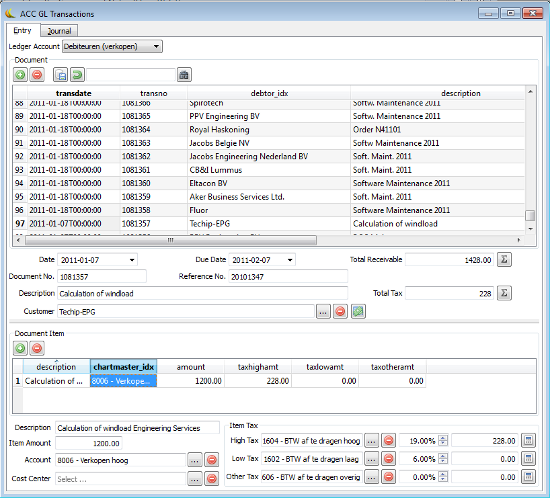 ACC GL Transactions
Entry Journal
Ledger Account Debiteuren (verkopen)
Document
transdate transno debtor_idx description
88 2011-01-18T00:00:00 1081366 Spirotech Softw. Maintenance 2011
89 2011-01-18T00:00:00 1081365 PPV Engineering BV Softw. Maintenance 2011
90 2011-01-18T00:00:00 1081364 Royal Haskoning Order N41101
91 2011-01-18T00:00:00 1081363 Jacobs Belgie NV Softw Maintenance 2011
92 2011-01-18T00:00:00 1081362 Jacobs Engineering Nederland BV Soft. Maint. 2011
93 2011-01-18T00:00:00 1081361 CB&I Lummus Soft. Maint. 2011
94 2011-01-18T00:00:00 1081360 Eltacon BV Software Maintenance 2011
95 2011-01-18T00:00:00 1081359 Aker Business Services Ltd. Soft. Maint. 2011
96 2011-01-18T00:00:00 1081358 Fluor Software Maintenance 2011
97 2011-01-07T00:00:00 1081357 Techip-EPG Calculation of windload
Date 2011-01-07 Due Date 2011-02-07 Total Receivable 1428.00 Σ
Document No. 1081357 Reference No. 20101347
Description Calculation of windload Total Tax 228 Σ
Customer Techip-EPG ...
Document Item
description chartmaster_idx amount taxhighamt taxlowamt taxotheramt
1 Calculation of ... 8006 - Verkope... 1200.00 228.00 0.00 0.00
Description Calculation of windload Engineering Services
Item Amount 1200.00
Account 8006 - Verkopen hoog ...
Cost Center Select ... ...
Item Tax
High Tax 1604 - BTW af te dragen hoog ... 19.00% 228.00
Low Tax 1602 - BTW af te dragen laag ... 6.00% 0.00
Other Tax 606 - BTW af te dragen overig ... 0.00% 0.00